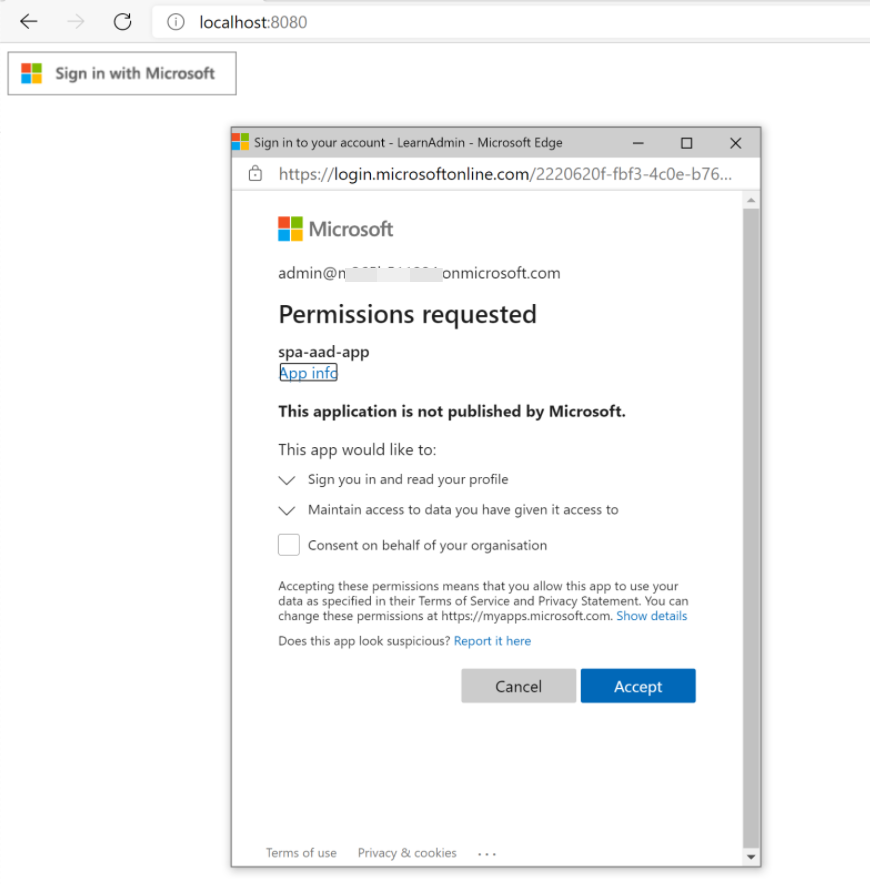 localhost:8080
Sign in with Microsoft
Sign in to your account - LearnAdmin - Microsoft Edge
https://login.microsoftonline.com/2220620f-fbf3-4c0e-b76...
Microsoft
admin@ onmicrosoft.com
Permissions requested
spa-aad-app
App info
This application is not published by Microsoft.
This app would like to:
Sign you in and read your profile
Maintain access to data you have given it access to
Consent on behalf of your organisation
Accepting these permissions means that you allow this app to use your
data as specified in their Terms of Service and Privacy Statement. You can
change these permissions at https://myapps.microsoft.com. Show details
Does this app look suspicious? Report it here
Cancel Accept
Terms of use Privacy & cookies ...